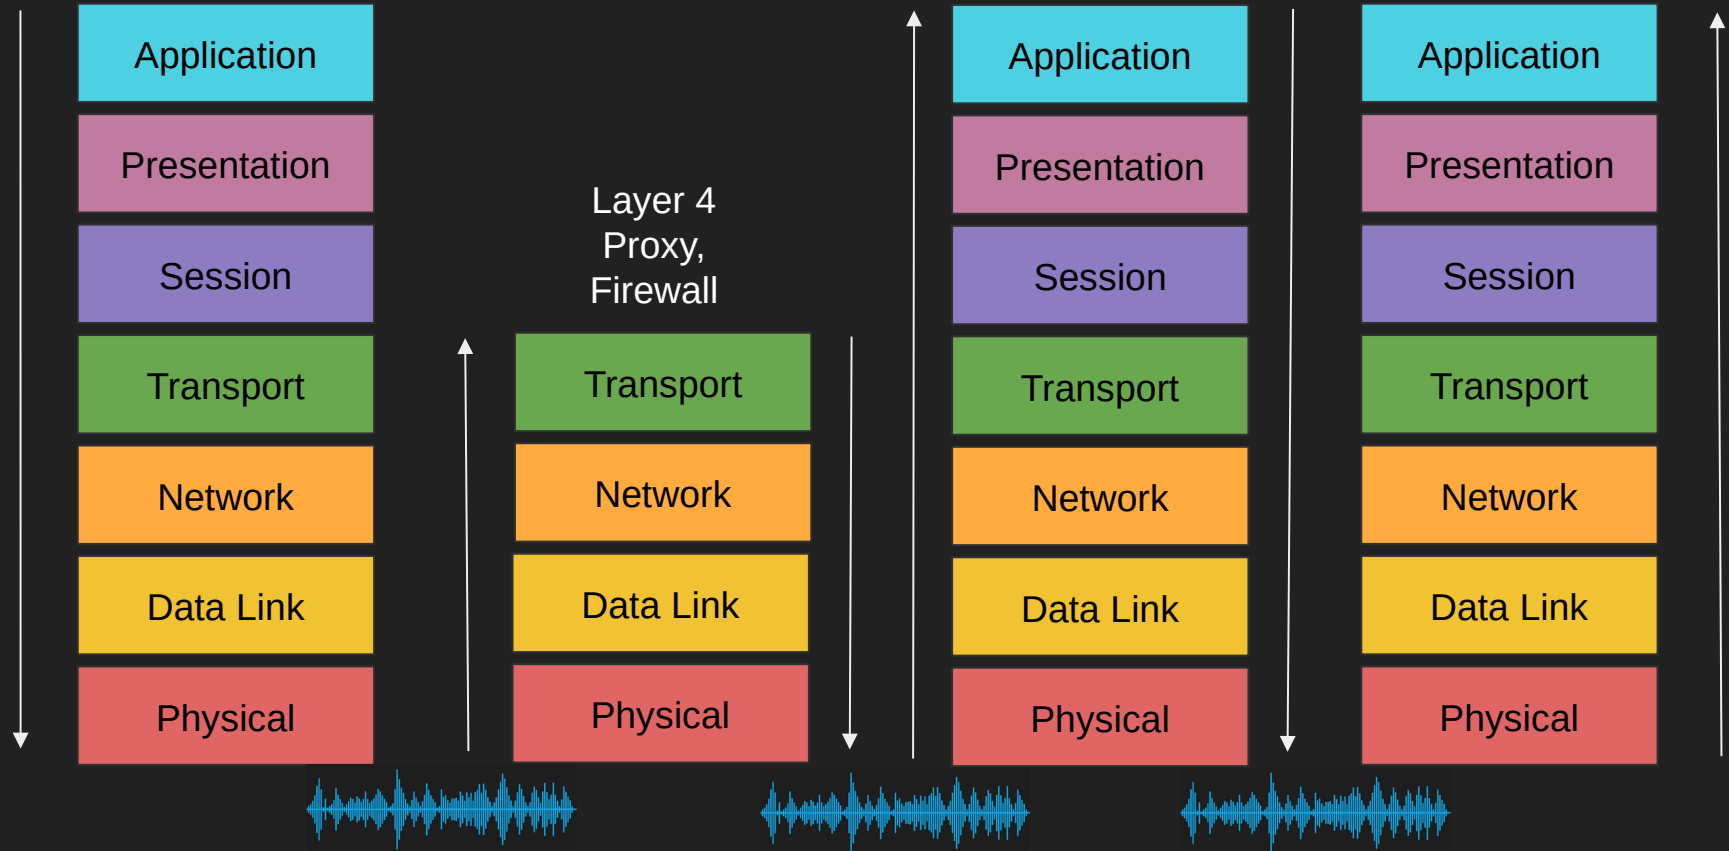 Application
Presentation
Session
Transport
Network
Data Link
Physical
Layer 4
Proxy,
Firewall
Transport
Network
Data Link
Physical
Application
Presentation
Session
Transport
Network
Data Link
Physical
Application
Presentation
Session
Transport
Network
Data Link
Physical